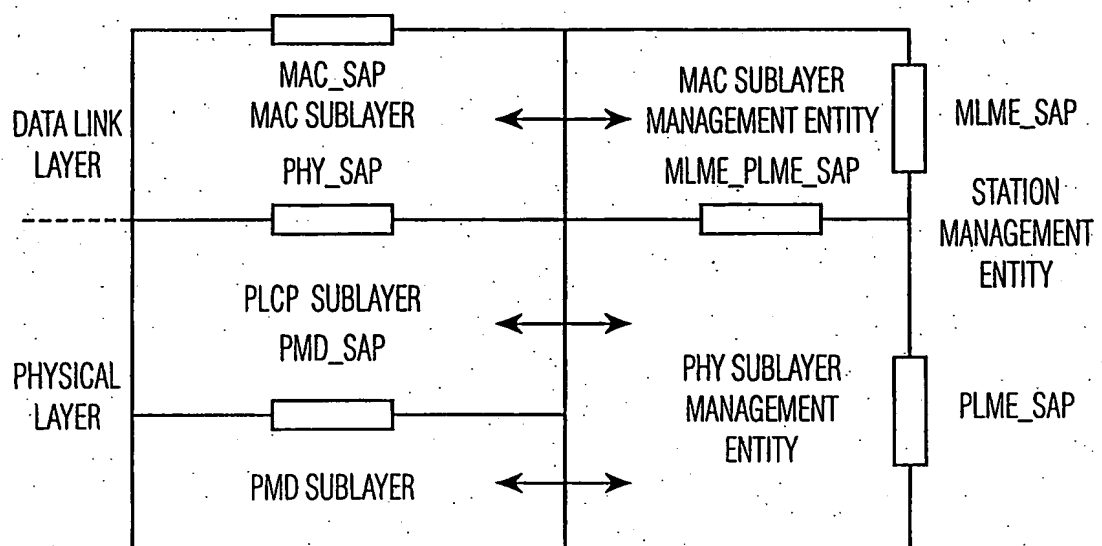 MAC_SAP
MAC SUBLAYER
DATA LINK
LAYER
PHY_SAP
MAC SUBLAYER
MANAGEMENT ENTITY
MLME_PLME_SAP
MLME_SAP
STATION
MANAGEMENT
ENTITY
PLCP SUBLAYER
PMD_SAP
PHYSICAL
LAYER
PMD SUBLAYER
PHY SUBLAYER
MANAGEMENT
ENTITY
PLME_SAP